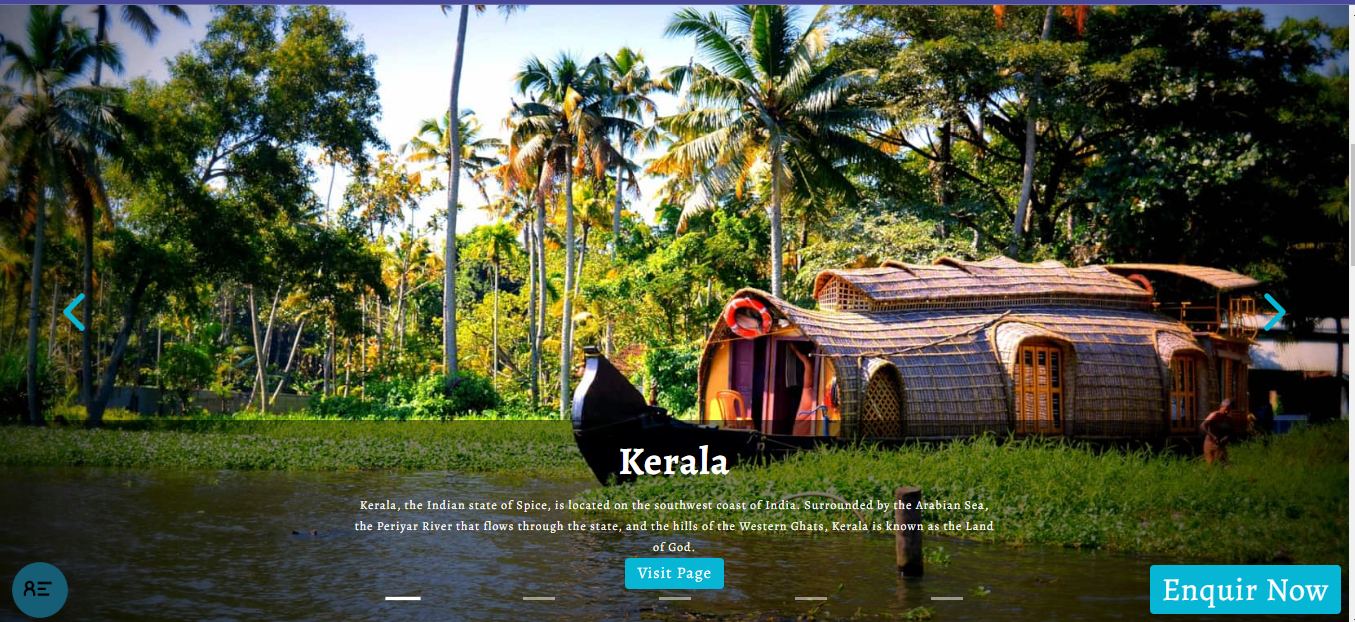 Kerala
Kerala, the Indian state of Spice, is located on the southwest coast of India. Surrounded by the Arabian Sea,
the Periyar River that flows through the state, and the hills of the Western Ghats, Kerala is known as the Land
of God.
Visit Page
Enquir Now